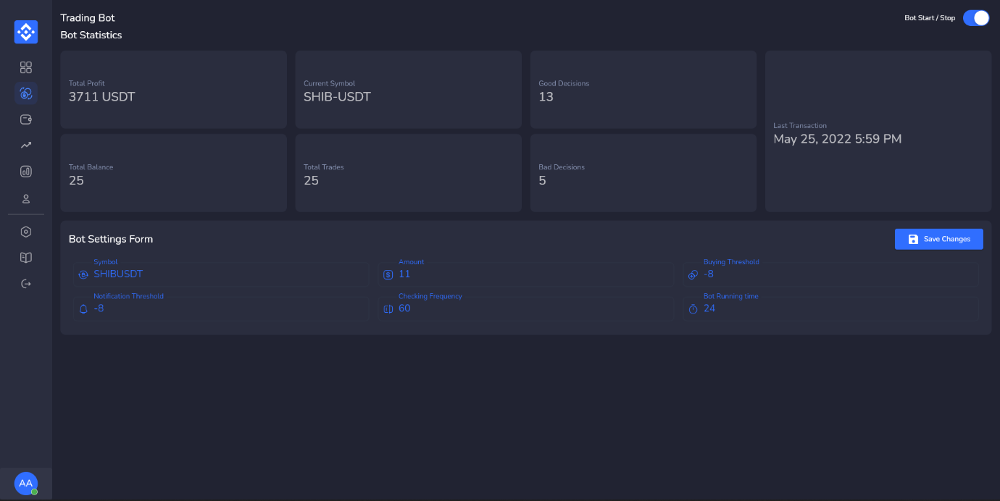 Trading Bot
Bot Start / Stop
Bot Statistics
Total Profit
3711 USDT
Current Symbol
SHIB-USDT
Good Decisions
13
Last Transaction
May 25, 2022 5:59 PM
Total Balance
25
Total Trades
25
Bad Decisions
5
Bot Settings Form
Save Changes
Symbol
SHIBUSDT
Amount
11
Buying Threshold
-8
Notification Threshold
-8
Checking Frequency
60
Bot Running time
24
AA